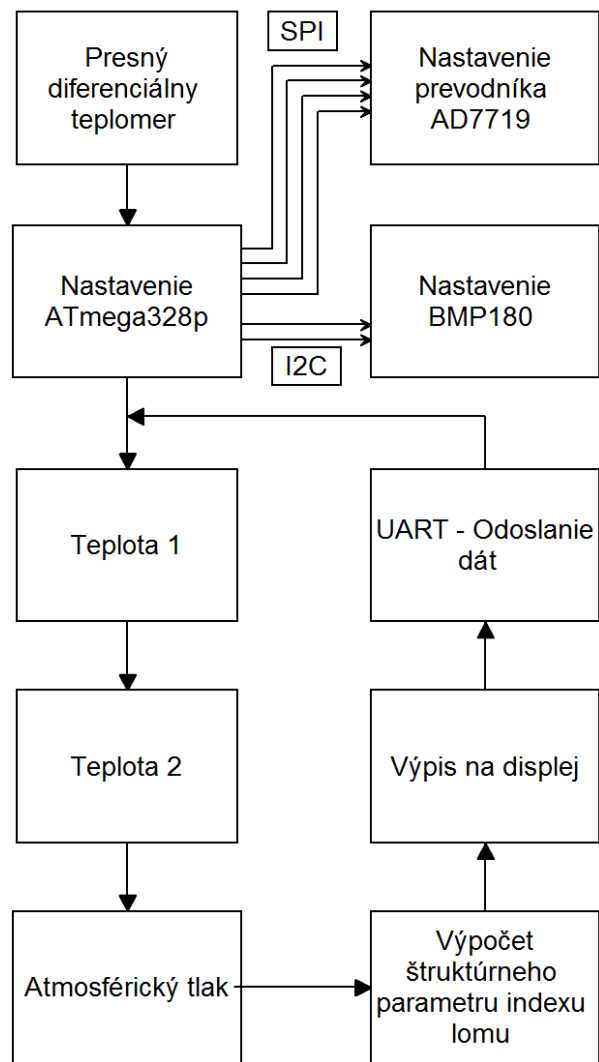 Presný
diferenciálny
teplomer
SPI
Nastavenie
prevodníka
AD7719
Nastavenie
ATmega328p
Nastavenie
BMP180
I2C
Teplota 1
UART - Odoslanie
dát
Teplota 2
Výpis na displej
Atmosférický tlak
Výpočet
štruktúrneho
parametru indexu
lomu